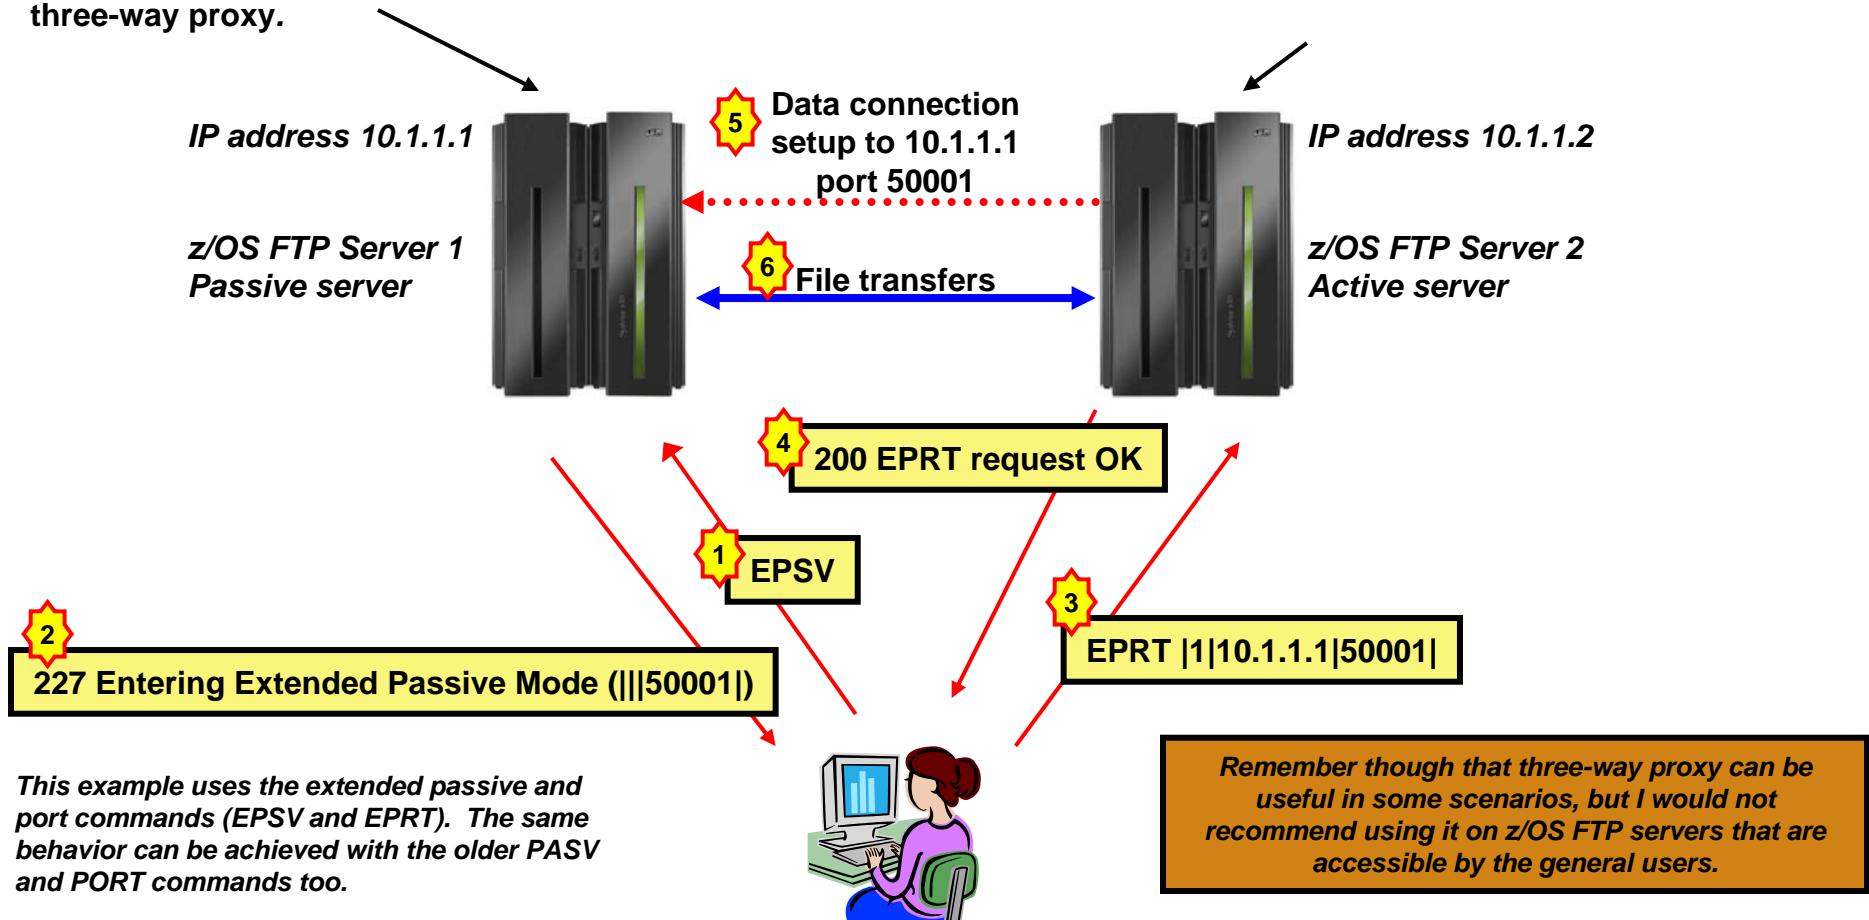 three-way proxy.
5
Data connection
setup to 10.1.1.1
port 50001
IP address 10.1.1.1
IP address 10.1.1.2
z/OS FTP Server 1
Passive server
6
File transfers
z/OS FTP Server 2
Active server
4
200 EPRT request OK
1
EPSV
3
EPRT |1|10.1.1.1|50001|
2
227 Entering Extended Passive Mode (|||50001|)
This example uses the extended passive and
port commands (EPSV and EPRT). The same
behavior can be achieved with the older PASV
and PORT commands too.
Remember though that three-way proxy can be
useful in some scenarios, but I would not
recommend using it on z/OS FTP servers that are
accessible by the general users.